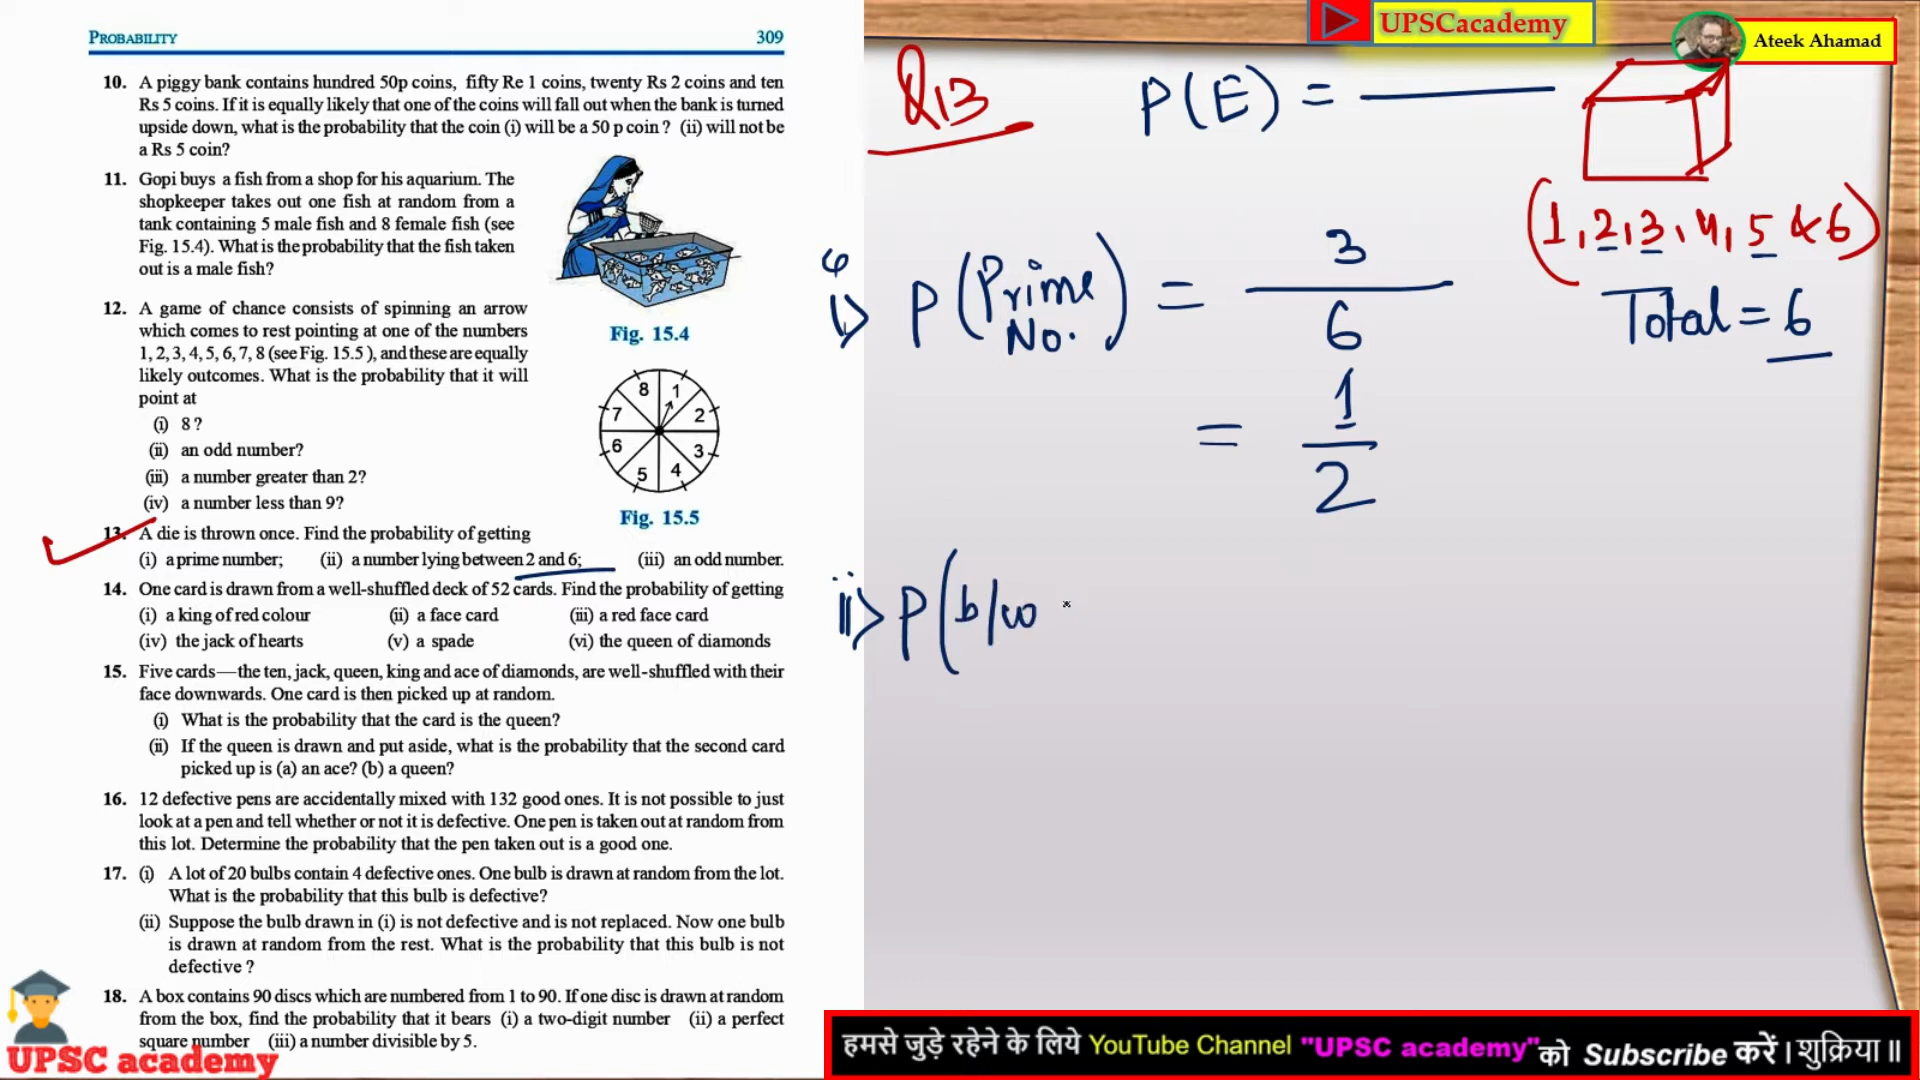 PROBABILITY 309
10. A piggy bank contains hundred 50p coins, fifty Re 1 coins, twenty Rs 2 coins and ten
Rs 5 coins. If it is equally likely that one of the coins will fall out when the bank is turned
upside down, what is the probability that the coin (i) will be a 50 p coin ? (ii) will not be
a Rs 5 coin?
11. Gopi buys a fish from a shop for his aquarium. The
shopkeeper takes out one fish at random from a
tank containing 5 male fish and 8 female fish (see
Fig. 15.4). What is the probability that the fish taken
out is a male fish?
Fig. 15.4
12. A game of chance consists of spinning an arrow
which comes to rest pointing at one of the numbers
1, 2, 3, 4, 5, 6, 7, 8 (see Fig. 15.5 ), and these are equally
likely outcomes. What is the probability that it will
point at
(i) 8 ?
(ii) an odd number?
(iii) a number greater than 2?
(iv) a number less than 9?
8 1
7 2
6 3
5 4
Fig. 15.5
13. A die is thrown once. Find the probability of getting
(i) a prime number; (ii) a number lying between 2 and 6; (iii) an odd number.
14. One card is drawn from a well-shuffled deck of 52 cards. Find the probability of getting
(i) a king of red colour (ii) a face card (iii) a red face card
(iv) the jack of hearts (v) a spade (vi) the queen of diamonds
15. Five cards—the ten, jack, queen, king and ace of diamonds, are well-shuffled with their
face downwards. One card is then picked up at random.
(i) What is the probability that the card is the queen?
(ii) If the queen is drawn and put aside, what is the probability that the second card
picked up is (a) an ace? (b) a queen?
16. 12 defective pens are accidentally mixed with 132 good ones. It is not possible to just
look at a pen and tell whether or not it is defective. One pen is taken out at random from
this lot. Determine the probability that the pen taken out is a good one.
17. (i) A lot of 20 bulbs contain 4 defective ones. One bulb is drawn at random from the lot.
What is the probability that this bulb is defective?
(ii) Suppose the bulb drawn in (i) is not defective and is not replaced. Now one bulb
is drawn at random from the rest. What is the probability that this bulb is not
defective ?
18. A box contains 90 discs which are numbered from 1 to 90. If one disc is drawn at random
from the box, find the probability that it bears (i) a two-digit number (ii) a perfect
square number (iii) a number divisible by 5.
UPSC academy
UPSCacademy
Ateek Ahamad
Q13 P(E) =
(1, 2, 3, 4, 5 & 6)
Total = 6
i> P(Prime No.) = 3/6
= 1/2
ii> P(b/w
हमसे जुड़े रहेने के लिये YouTube Channel "UPSC academy" को Subscribe करें । शुक्रिया ॥